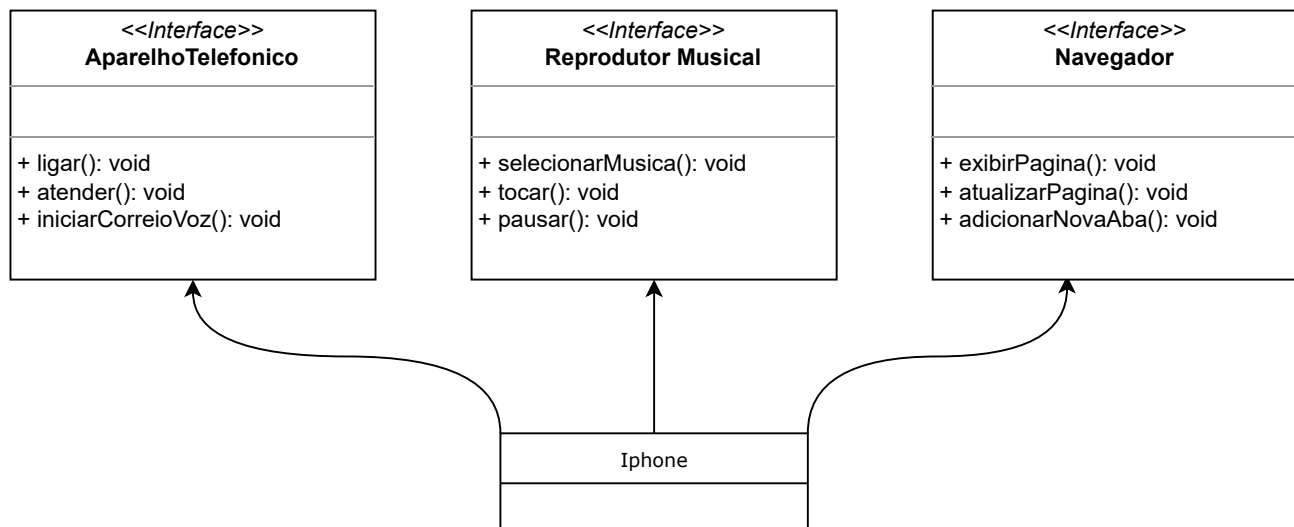 <<Interface>>
AparelhoTelefonico
+ ligar(): void
+ atender(): void
+ iniciarCorreioVoz(): void
<<Interface>>
Reprodutor Musical
+ selecionarMusica(): void
+ tocar(): void
+ pausar(): void
<<Interface>>
Navegador
+ exibirPagina(): void
+ atualizarPagina(): void
+ adicionarNovaAba(): void
Iphone